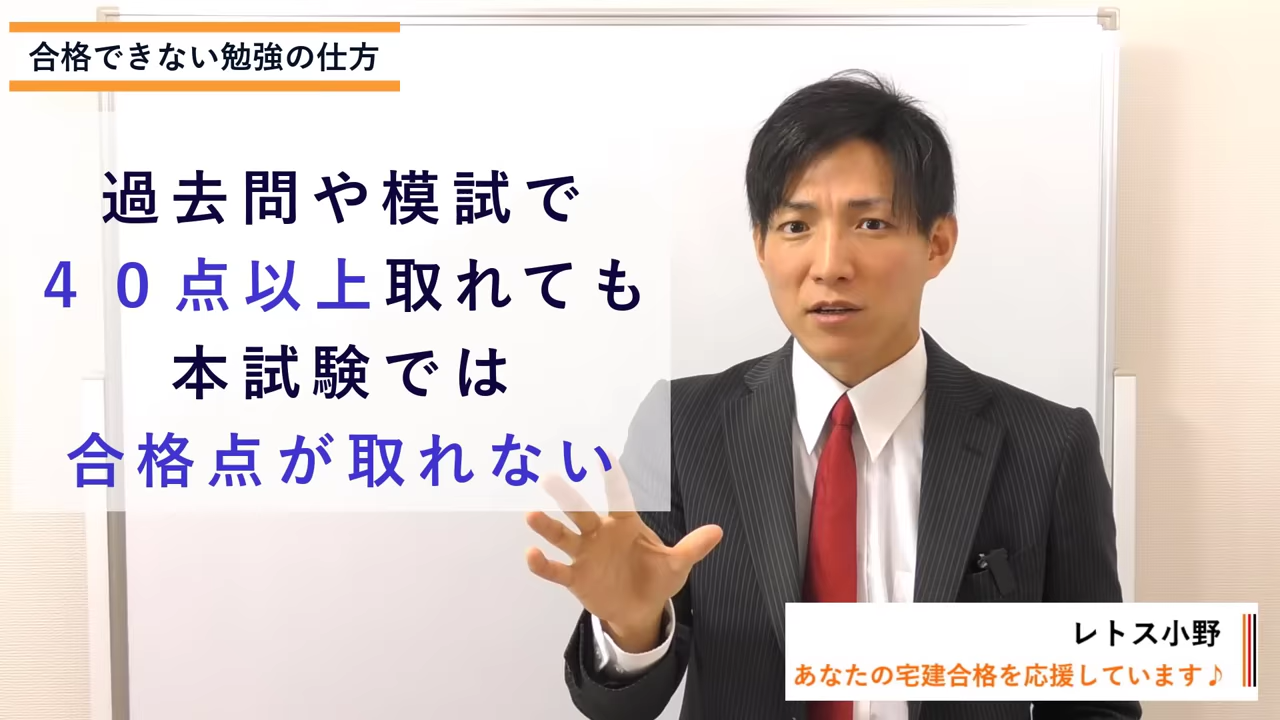 合格できない勉強の仕方
過去問や模試で
４０点以上取れても
本試験では
合格点が取れない
レトス小野
あなたの宅建合格を応援しています♪